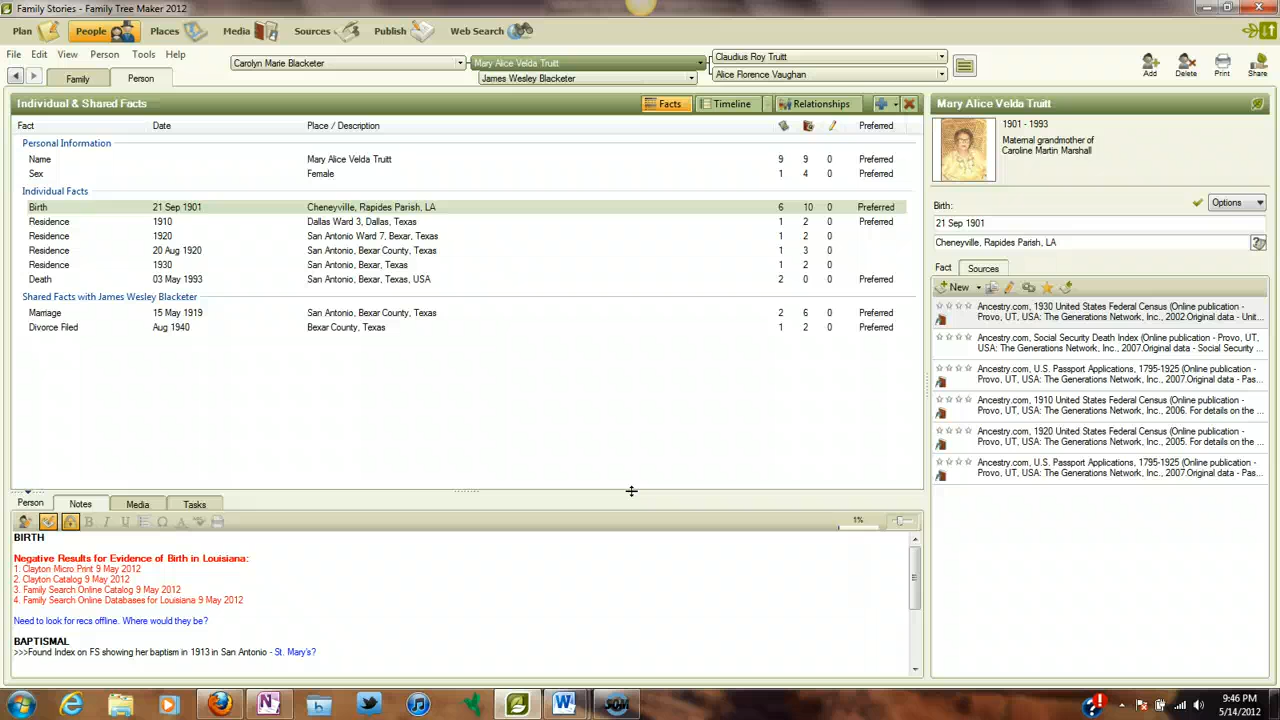 Family Stories - Family Tree Maker 2012
Plan People Places Media Sources Publish Web Search
File Edit View Person Tools Help
Carolyn Marie Blacketer
Mary Alice Velda Truitt
James Wesley Blacketer
Claudius Roy Truitt
Alice Florence Vaughan
Add Delete Print Share
Family Person
Individual & Shared Facts
Facts Timeline Relationships
Fact Date Place / Description Preferred
Personal Information
Name Mary Alice Velda Truitt 9 9 0 Preferred
Sex Female 1 4 0 Preferred
Individual Facts
Birth 21 Sep 1901 Cheneyville, Rapides Parish, LA 6 10 0 Preferred
Residence 1910 Dallas Ward 3, Dallas, Texas 1 2 0 Preferred
Residence 1920 San Antonio Ward 7, Bexar, Texas 1 2 0
Residence 20 Aug 1920 San Antonio, Bexar County, Texas 1 3 0
Residence 1930 San Antonio, Bexar, Texas 1 2 0
Death 03 May 1993 San Antonio, Bexar, Texas, USA 2 0 0 Preferred
Shared Facts with James Wesley Blacketer
Marriage 15 May 1919 San Antonio, Bexar County, Texas 2 6 0 Preferred
Divorce Filed Aug 1940 Bexar County, Texas 1 2 0 Preferred
Person Notes Media Tasks
B I U Ω A
1%
BIRTH
Negative Results for Evidence of Birth in Louisiana:
1. Clayton Micro Print 9 May 2012
2. Clayton Catalog 9 May 2012
3. Family Search Online Catalog 9 May 2012
4. Family Search Online Databases for Louisiana 9 May 2012
Need to look for recs offline. Where would they be?
BAPTISMAL
>>>Found Index on FS showing her baptism in 1913 in San Antonio - St. Mary's?
Mary Alice Velda Truitt
1901 - 1993
Maternal grandmother of
Caroline Martin Marshall
Birth:
Options
21 Sep 1901
Cheneyville, Rapides Parish, LA
Fact Sources
New
Ancestry.com, 1930 United States Federal Census (Online publication -
Provo, UT, USA: The Generations Network, Inc., 2002.Original data - Unit...
Ancestry.com, Social Security Death Index (Online publication - Provo, UT,
USA: The Generations Network, Inc., 2007.Original data - Social Security ...
Ancestry.com, U.S. Passport Applications, 1795-1925 (Online publication -
Provo, UT, USA: The Generations Network, Inc., 2007.Original data - Pas...
Ancestry.com, 1910 United States Federal Census (Online publication -
Provo, UT, USA: The Generations Network, Inc., 2006. For details on the ...
Ancestry.com, 1920 United States Federal Census (Online publication -
Provo, UT, USA: The Generations Network, Inc., 2005. For details on the ...
Ancestry.com, U.S. Passport Applications, 1795-1925 (Online publication -
Provo, UT, USA: The Generations Network, Inc., 2007.Original data - Pas...
9:46 PM
5/14/2012